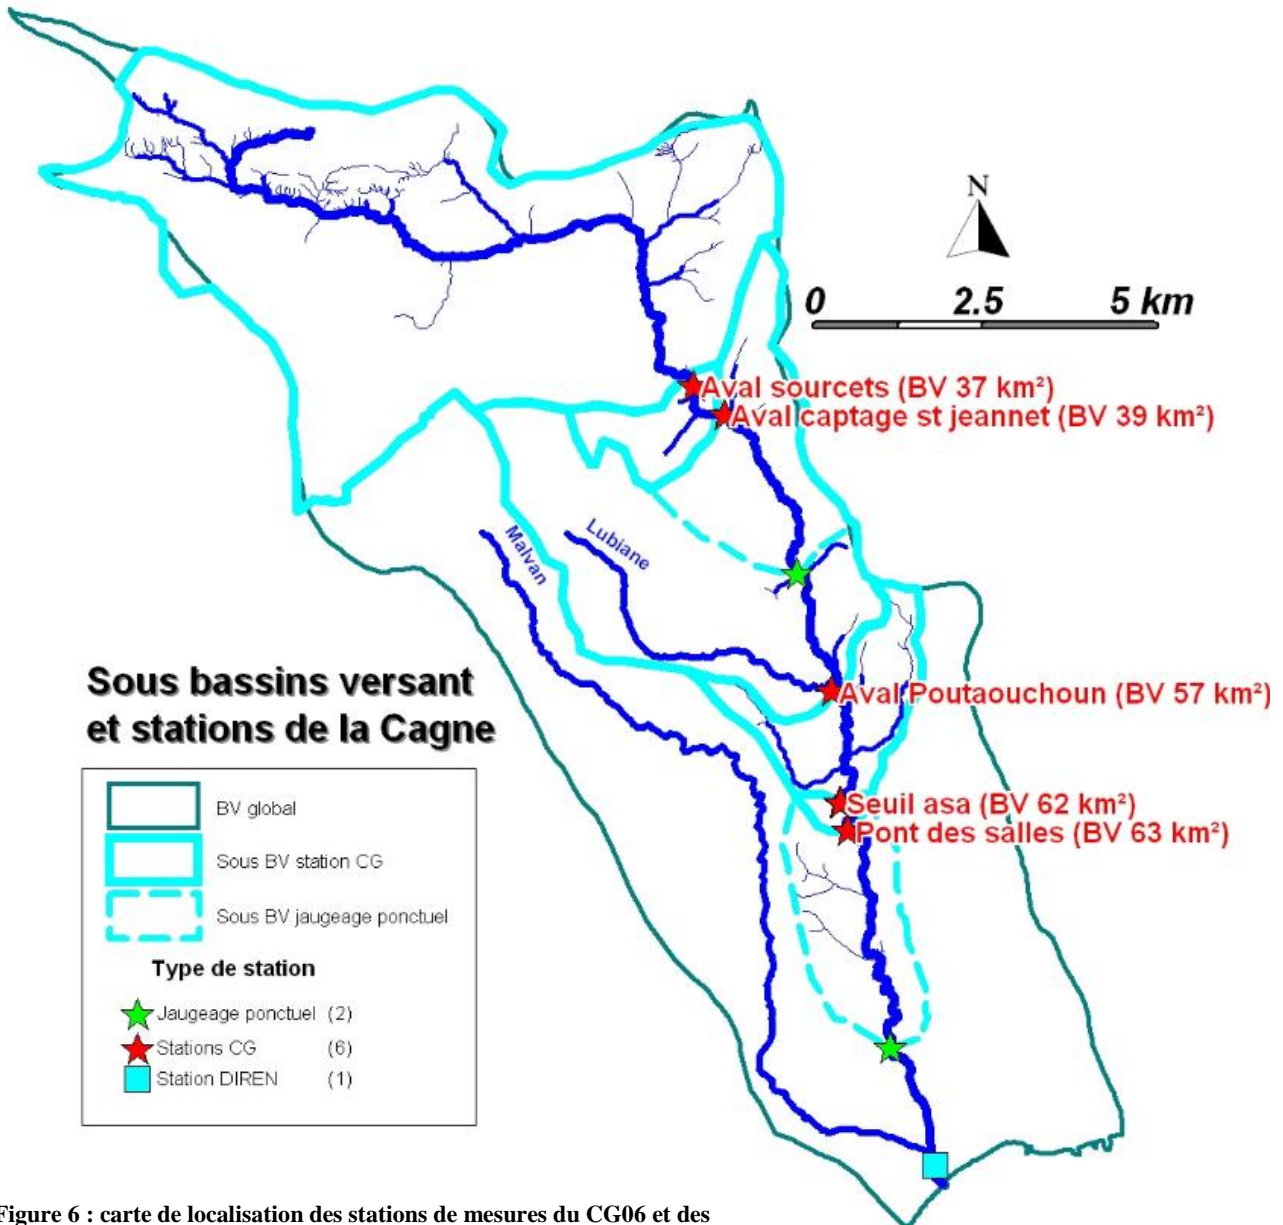 N
0 2.5 5 km
Aval sourcets (BV 37 km²)
Aval captage st jeannet (BV 39 km²)
Malvan
Lubiane
Aval Poutaouchoun (BV 57 km²)
Seuil asa (BV 62 km²)
Pont des salles (BV 63 km²)
Sous bassins versant
et stations de la Cagne
BV global
Sous BV station CG
Sous BV jaugeage ponctuel
Type de station
Jaugeage ponctuel (2)
Stations CG (6)
Station DIREN (1)
Figure 6 : carte de localisation des stations de mesures du CG06 et des